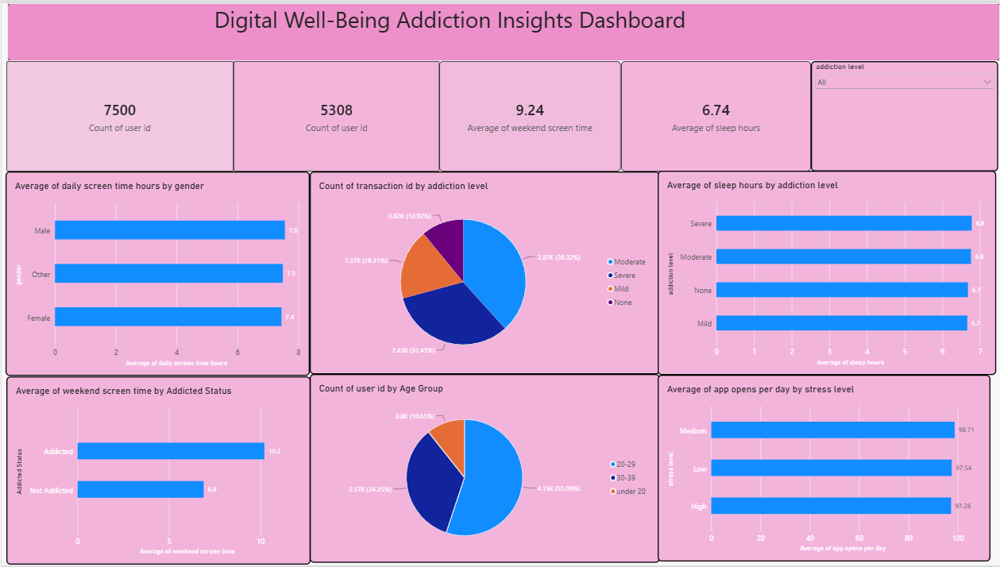 Digital Well-Being Addiction Insights Dashboard
7500
Count of user id
5308
Count of user id
9.24
Average of weekend screen time
6.74
Average of sleep hours
addiction level
All
Average of daily screen time hours by gender
gender
Male
7.6
Other
7.5
Female
7.4
0 2 4 6 8
Average of daily screen time hours
Count of transaction id by addiction level
0.82K (10.92%)
1.37K (18.31%)
2.87K (38.32%)
2.43K (32.45%)
Moderate
Severe
Mild
None
Average of sleep hours by addiction level
addiction level
Severe
6.8
Moderate
6.8
None
6.7
Mild
6.7
0 1 2 3 4 5 6 7
Average of sleep hours
Average of weekend screen time by Addicted Status
Addicted Status
Addicted
10.2
Not Addicted
6.9
0 5 10
Average of weekend screen time
Count of user id by Age Group
0.8K (10.65%)
2.57K (34.25%)
4.13K (55.09%)
20-29
30-39
under 20
Average of app opens per day by stress level
stress level
Medium
98.71
Low
97.54
High
97.28
0 20 40 60 80 100
Average of app opens per day